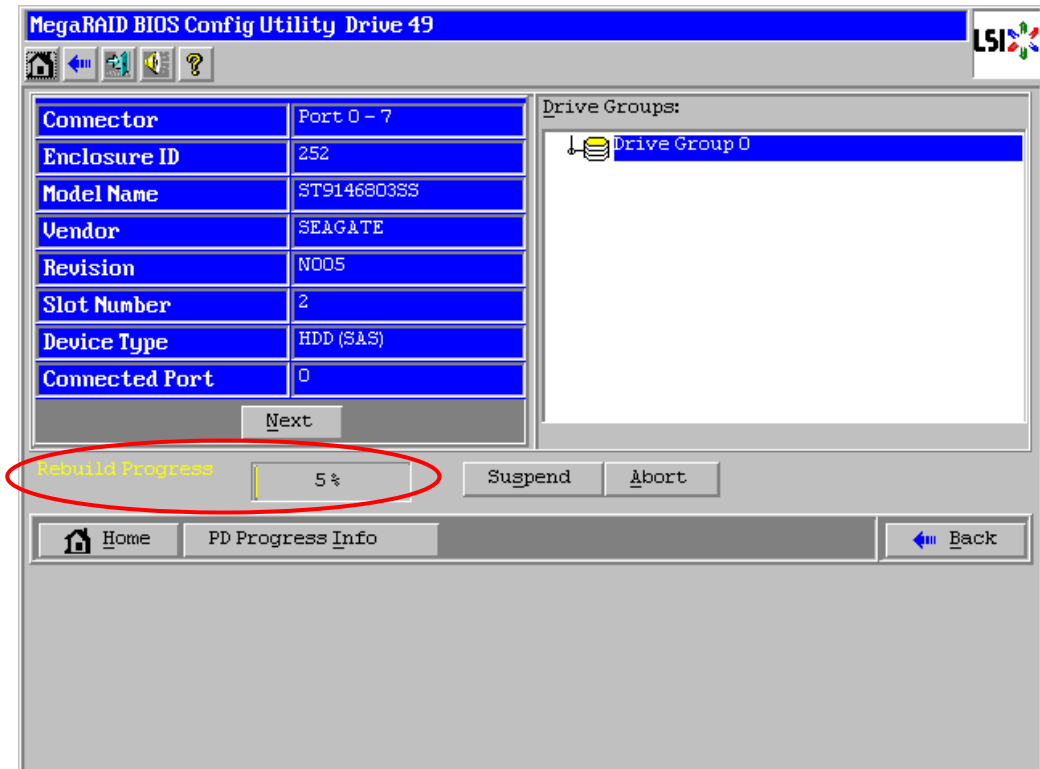 MegaRAID BIOS Config Utility Drive 49
LSI
Connector Port 0 - 7
Enclosure ID 252
Model Name ST9146803SS
Vendor SEAGATE
Revision N005
Slot Number 2
Device Type HDD (SAS)
Connected Port 0
Next
Drive Groups:
Drive Group 0
Rebuild Progress 5% Suspend Abort
Home PD Progress Info Back